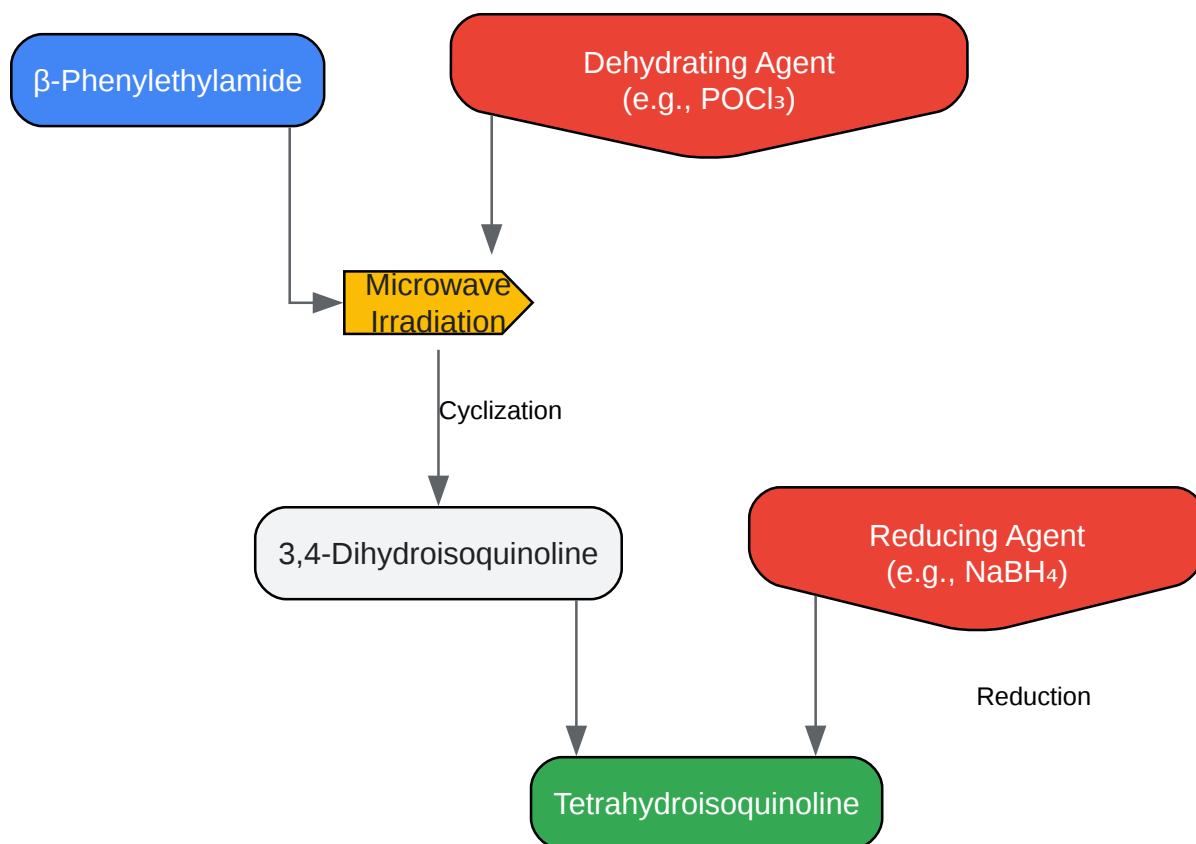 β-Phenylethylamide
Dehydrating Agent
(e.g., POCl₃)
Microwave
Irradiation
Cyclization
3,4-Dihydroisoquinoline
Reducing Agent
(e.g., NaBH₄)
Reduction
Tetrahydroisoquinoline